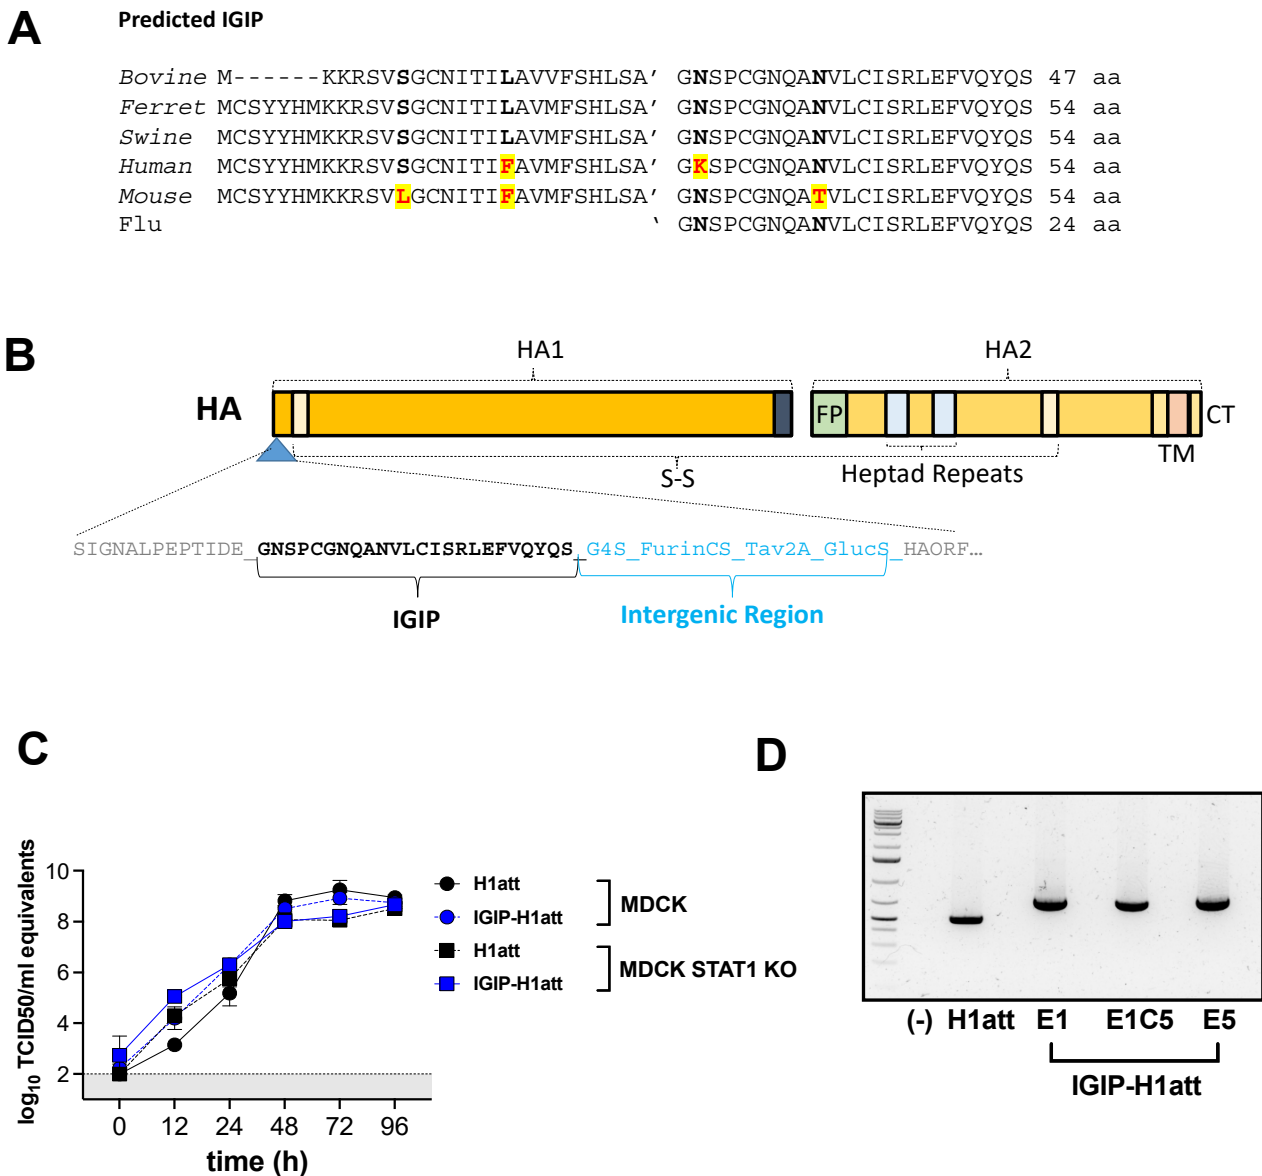 A
Predicted IGIP
Bovine M------KKRSVSGCNITILAVVFSHLSA’ GNSPCGNQANVLCISRLEFVQYQS 47 aa
Ferret MCSYYHMKKRSVSGCNITILAVMFSHLSA’ GNSPCGNQANVLCISRLEFVQYQS 54 aa
Swine MCSYYHMKKRSVSGCNITILAVMFSHLSA’ GNSPCGNQANVLCISRLEFVQYQS 54 aa
Human MCSYYHMKKRSVSGCNITIFAVMFSHLSA’ GKSPCGNQANVLCISRLEFVQYQS 54 aa
Mouse MCSYYHMKKRSVLGCNITIFAVMFSHLSA’ GNSPCGNQATVLCISRLEFVQYQS 54 aa
Flu ‘ GNSPCGNQANVLCISRLEFVQYQS 24 aa
B
HA1 HA2
HA FP CT
S-S Heptad Repeats TM
SIGNALPEPTIDE_GNSPCGNQANVLCISRLEFVQYQS_G4S_FurinCS_Tav2A_GlucS_HAORF…
IGIP Intergenic Region
C
log10 TCID50/ml equivalents
10
8
6
4
2
0 12 24 48 72 96
time (h)
H1att
IGIP-H1att
MDCK
H1att
IGIP-H1att
MDCK STAT1 KO
D
(-) H1att E1 E1C5 E5
IGIP-H1att